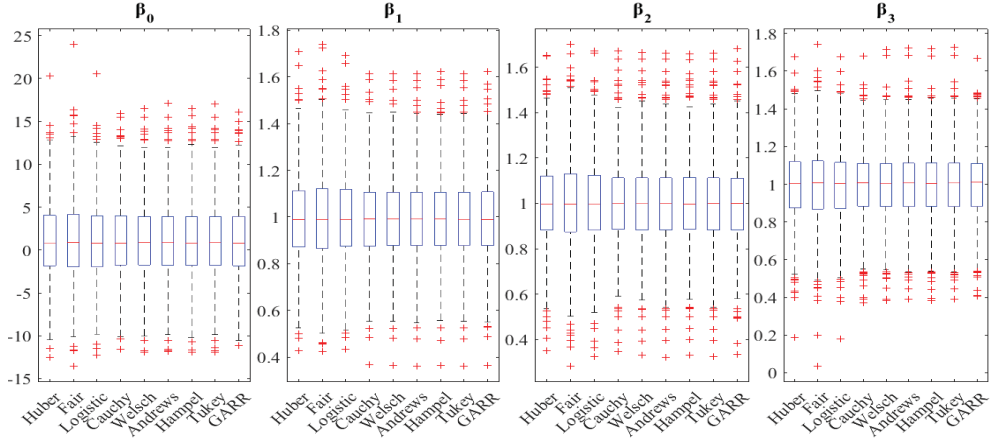 β0
25
20
15
10
5
0
-5
-10
-15
Huber
Fair
Logistic
Cauchy
Welsch
Andrews
Hampel
Tukey
GARR
β1
1.8
1.6
1.4
1.2
1
0.8
0.6
0.4
Huber
Fair
Logistic
Cauchy
Welsch
Andrews
Hampel
Tukey
GARR
β2
1.6
1.4
1.2
1
0.8
0.6
0.4
Huber
Fair
Logistic
Cauchy
Welsch
Andrews
Hampel
Tukey
GARR
β3
1.8
1.6
1.4
1.2
1
0.8
0.6
0.4
0.2
0
Huber
Fair
Logistic
Cauchy
Welsch
Andrews
Hampel
Tukey
GARR